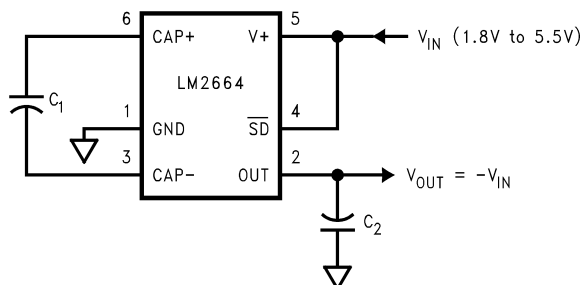 6 CAP+ V+ 5 V_IN (1.8V to 5.5V)
LM2664
C_1
1 GND S̅D̅ 4
3 CAP- OUT 2 V_OUT = -V_IN
C_2